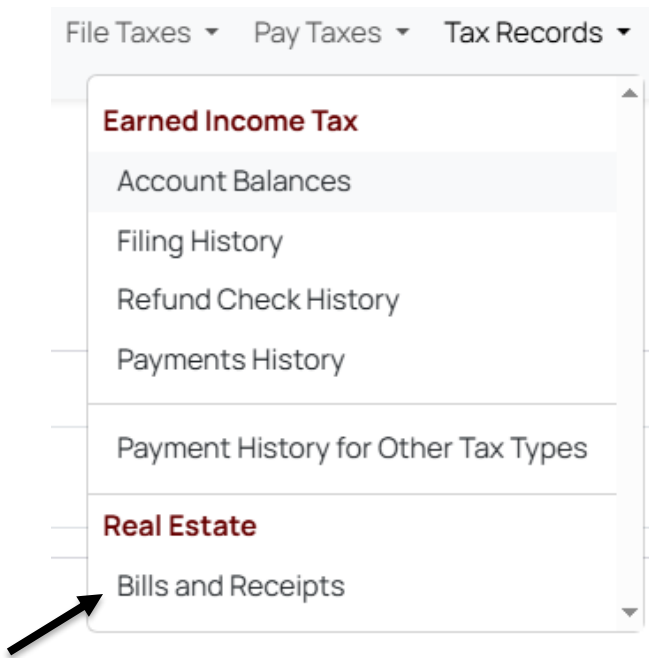 File Taxes Pay Taxes Tax Records
Earned Income Tax
Account Balances
Filing History
Refund Check History
Payments History
Payment History for Other Tax Types
Real Estate
Bills and Receipts